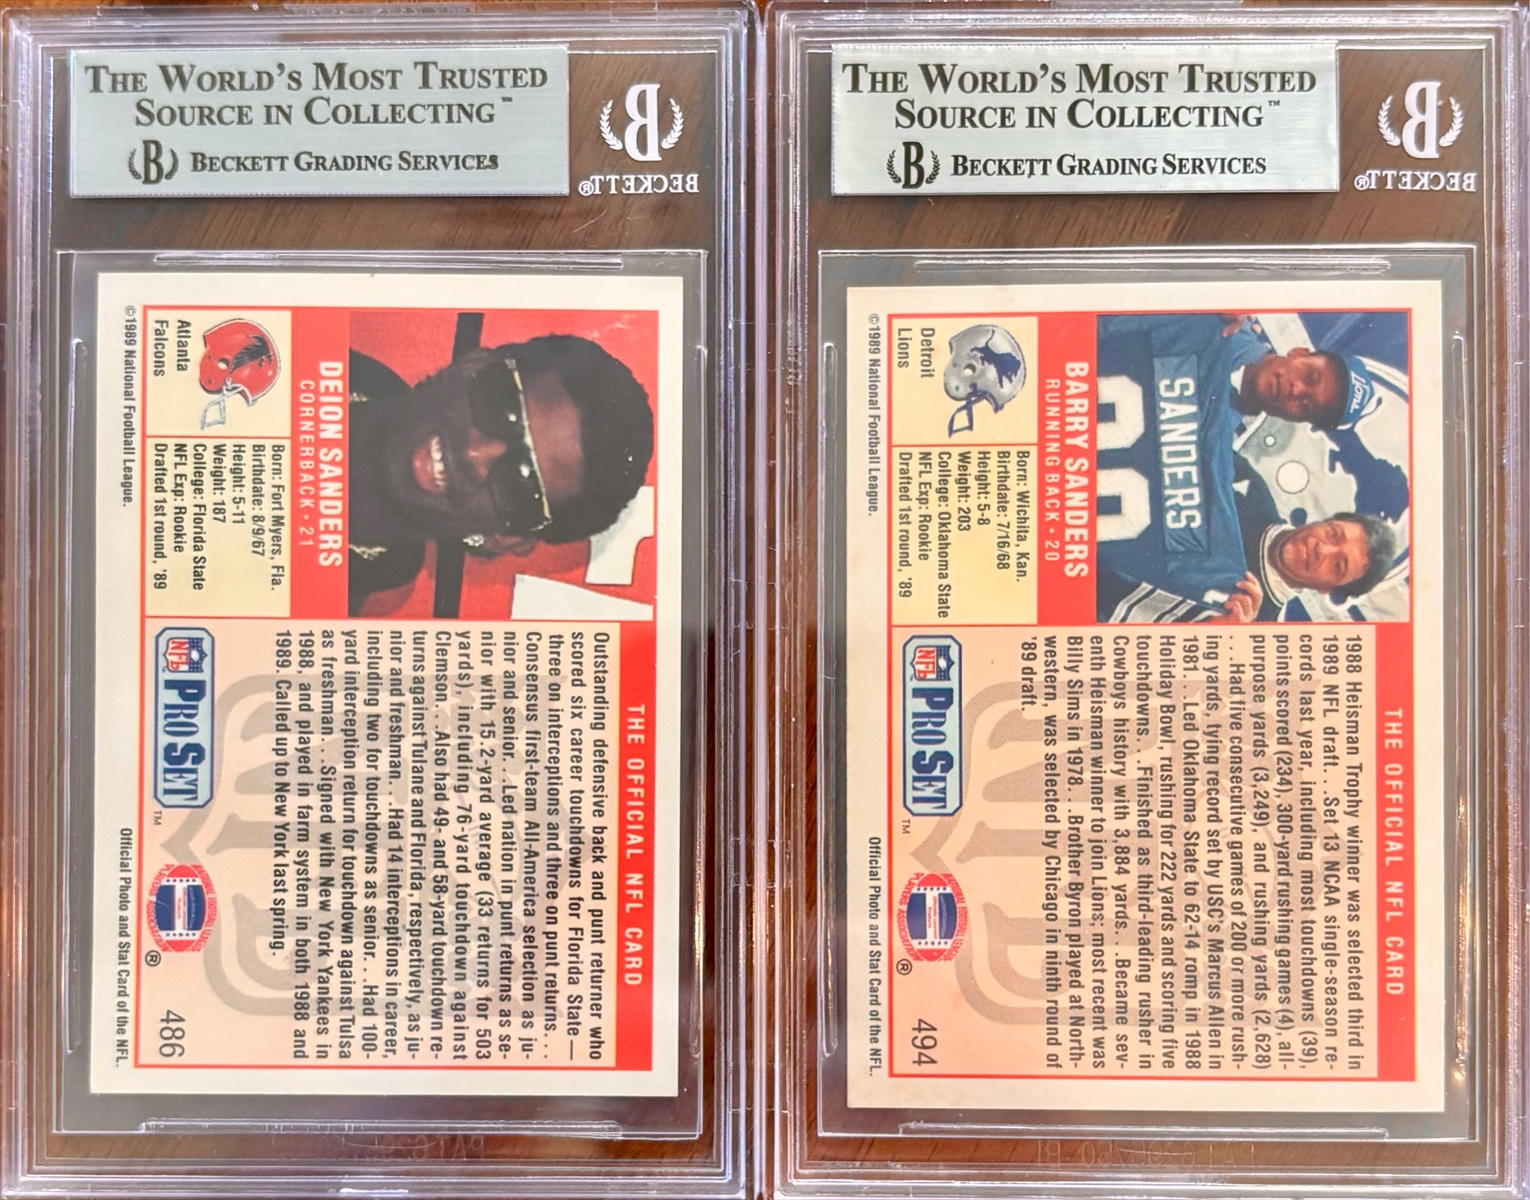 THE WORLD'S MOST TRUSTED
SOURCE IN COLLECTING™
B BECKETT GRADING SERVICES
B
BECKETT®
DEION SANDERS
CORNERBACK • 21
Atlanta
Falcons
Born: Fort Myers, Fla.
Birthdate: 8/9/67
Height: 5-11
Weight: 187
College: Florida State
NFL Exp: Rookie
Drafted 1st round, '89
©1989 National Football League.
THE OFFICIAL NFL CARD
Outstanding defensive back and punt returner who
scored six career touchdowns for Florida State—
three on interceptions and three on punt returns. . .
Consensus first-team All-America selection as ju-
nior and senior. . .Led nation in punt returns as se-
nior with 15.2-yard average (33 returns for 503
yards), including 76-yard touchdown against
Clemson. . .Also had 49- and 58-yard touchdown re-
turns against Tulane and Florida, respectively, as ju-
nior and freshman. . .Had 14 interceptions in career,
including two for touchdowns as senior. . .Had 100-
yard interception return for touchdown against Tulsa
as freshman. . .Signed with New York Yankees in
1988, and played in farm system in both 1988 and
1989. Called up to New York last spring.
NFL PRO SET™
®
486
Official Photo and Stat Card of the NFL.
THE WORLD'S MOST TRUSTED
SOURCE IN COLLECTING™
B BECKETT GRADING SERVICES
B
BECKETT®
Lions
SANDERS
BARRY SANDERS
RUNNING BACK • 20
Detroit
Lions
Born: Wichita, Kan.
Birthdate: 7/16/68
Height: 5-8
Weight: 203
College: Oklahoma State
NFL Exp: Rookie
Drafted 1st round, '89
©1989 National Football League.
THE OFFICIAL NFL CARD
1988 Heisman Trophy winner was selected third in
1989 NFL draft. . .Set 13 NCAA single-season re-
cords last year, including most touchdowns (39),
points scored (234), 300-yard rushing games (4), all-
purpose yards (3,249), and rushing yards (2,628)
. . .Had five consecutive games of 200 or more rush-
ing yards, tying record set by USC's Marcus Allen in
1981. . .Led Oklahoma State to 62-14 romp in 1988
Holiday Bowl, rushing for 222 yards and scoring five
touchdowns. . .Finished as third-leading rusher in
Cowboys history with 3,884 yards. . .Became sev-
enth Heisman winner to join Lions; most recent was
Billy Sims in 1978. . .Brother Byron played at North-
western, was selected by Chicago in ninth round of
'89 draft.
NFL PRO SET™
®
494
Official Photo and Stat Card of the NFL.